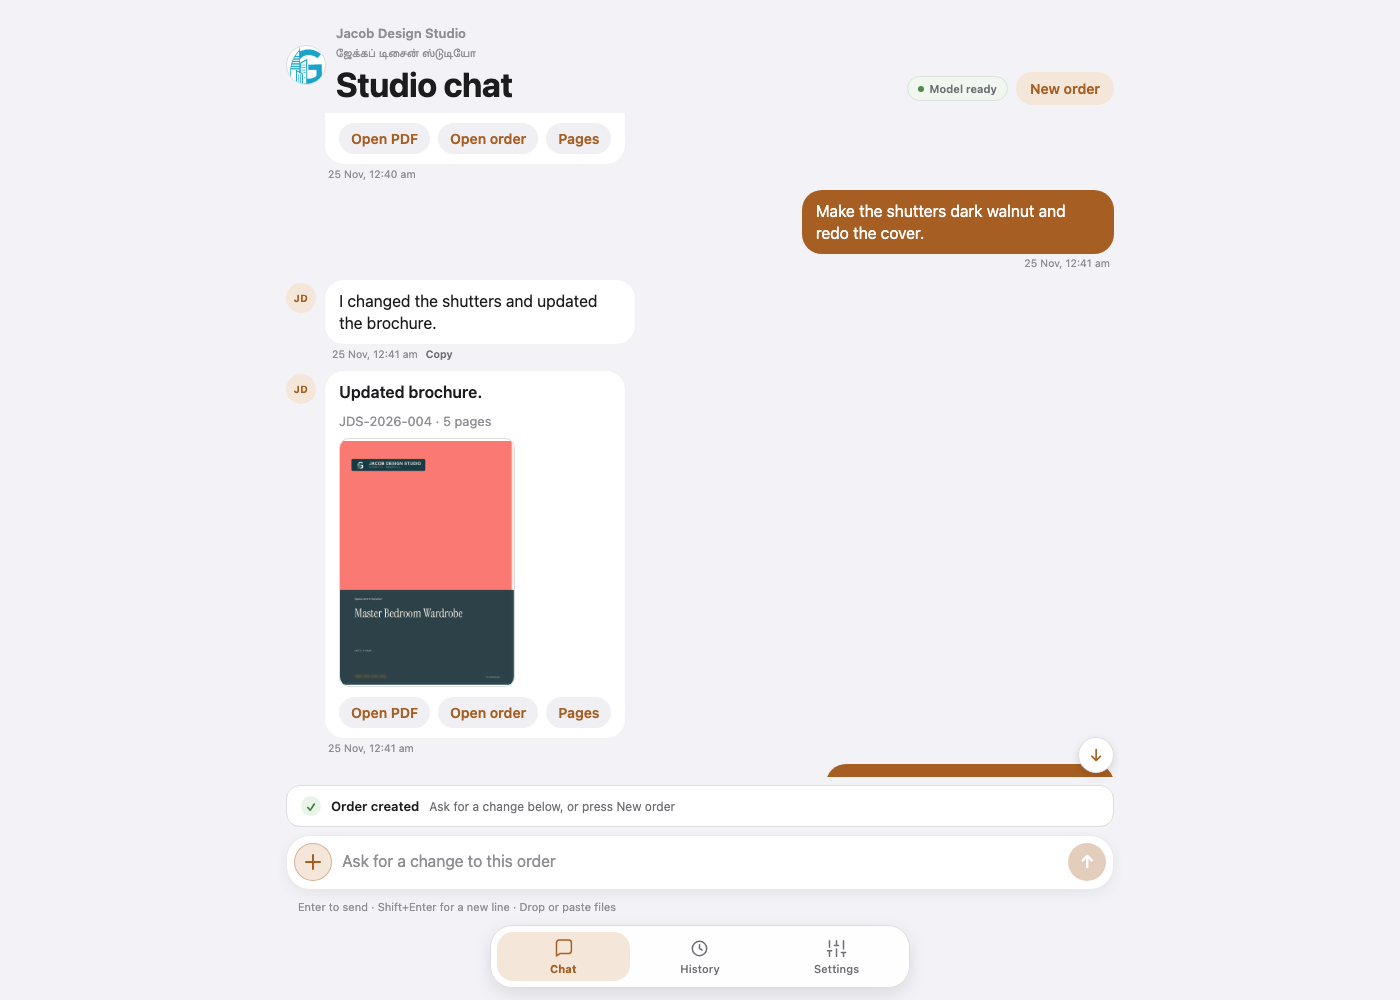 Jacob Design Studio
ஜேக்கப் டிசைன் ஸ்டுடியோ
Studio chat
Model ready
New order
Open PDF
Open order
Pages
25 Nov, 12:40 am
Make the shutters dark walnut and
redo the cover.
25 Nov, 12:41 am
JD
I changed the shutters and updated
the brochure.
25 Nov, 12:41 am Copy
JD
Updated brochure.
JDS-2026-004 · 5 pages
JACOB DESIGN STUDIO
Master Bedroom Wardrobe
Open PDF
Open order
Pages
25 Nov, 12:41 am
Order created Ask for a change below, or press New order
Ask for a change to this order
Enter to send · Shift+Enter for a new line · Drop or paste files
Chat
History
Settings